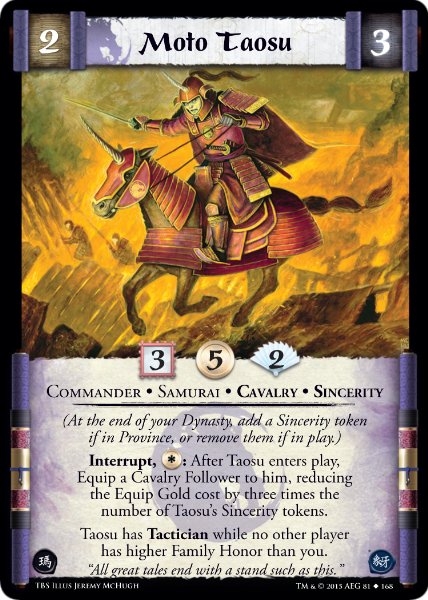 2 Moto Taosu 3
3 5 2
Commander • Samurai • Cavalry • Sincerity
(At the end of your Dynasty, add a Sincerity token
if in Province, or remove them if in play.)
Interrupt, *: After Taosu enters play,
Equip a Cavalry Follower to him, reducing
the Equip Gold cost by three times the
number of Taosu's Sincerity tokens.
Taosu has Tactician while no other player
has higher Family Honor than you.
"All great tales end with a stand such as this."
TBS Illus Jeremy McHugh ™ & © 2015 AEG 81 ◆ 168